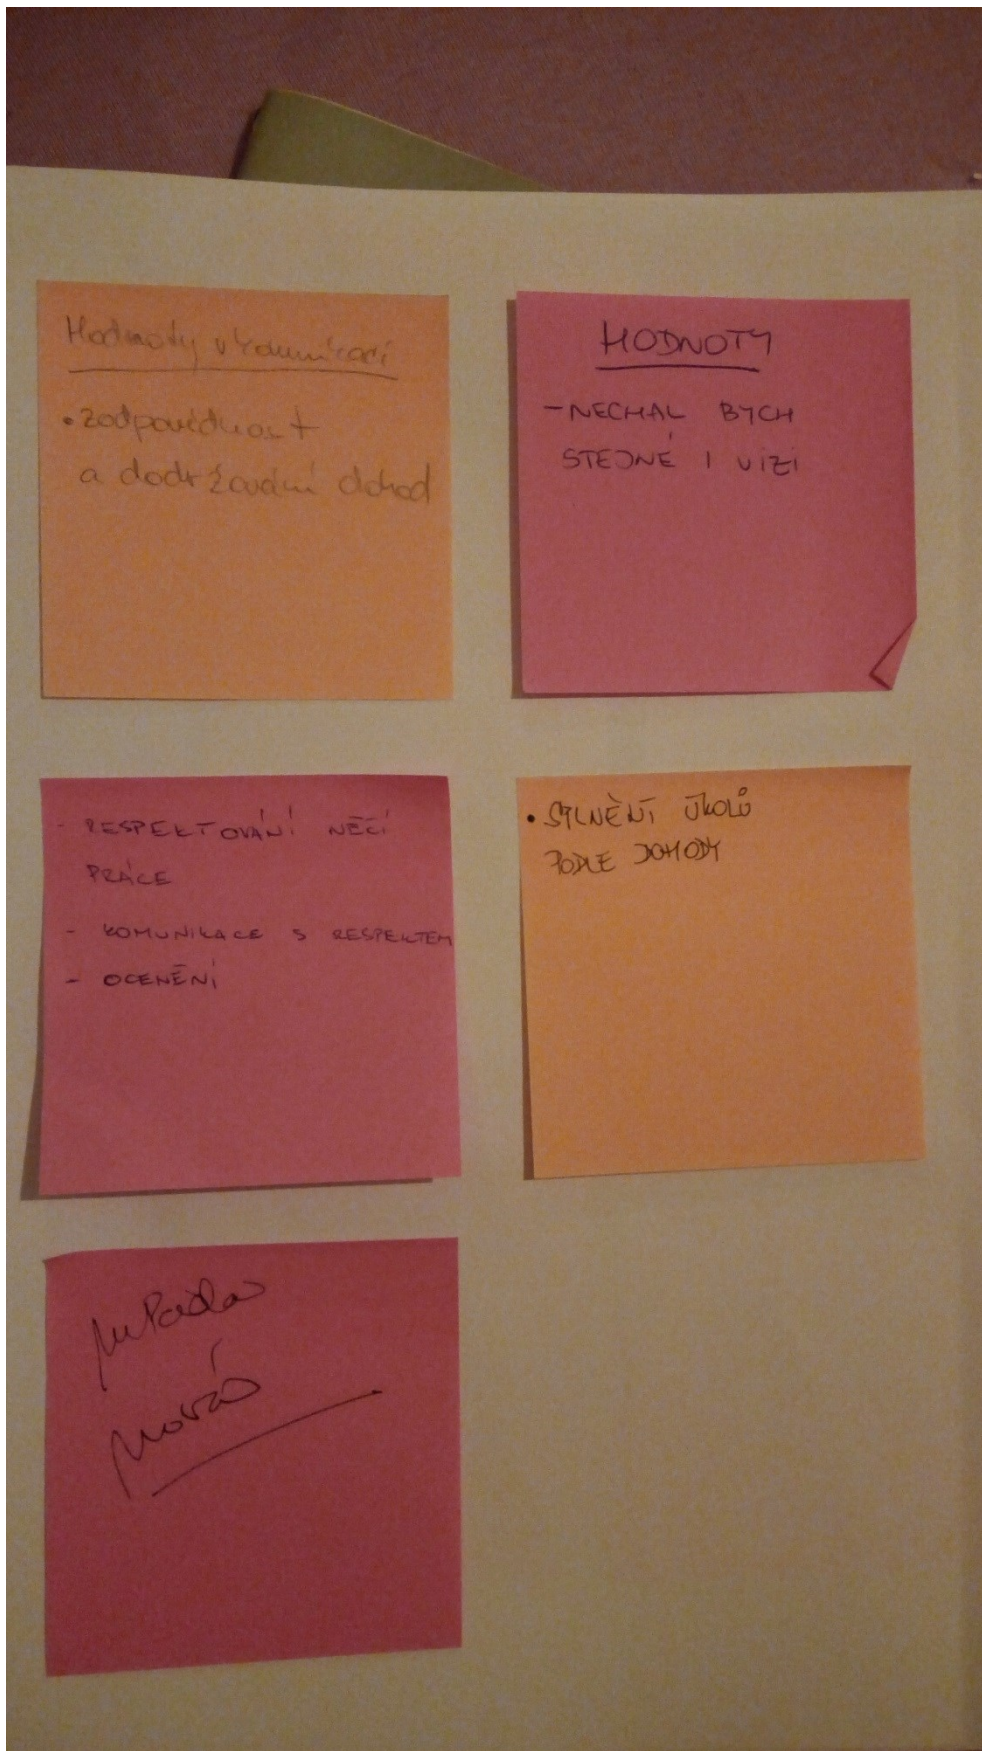 Hodnoty v komunikaci
• zodpovědnost
a dodržování dohod
HODNOTY
- NECHAL BYCH
STEJNÉ I VIZI
- RESPEKTOVÁNÍ NĚČÍ
PRÁCE
- KOMUNIKACE S RESPEKTEM
- OCENĚNÍ
• SPLNĚNÍ ÚKOLŮ
PODLE DOHODY